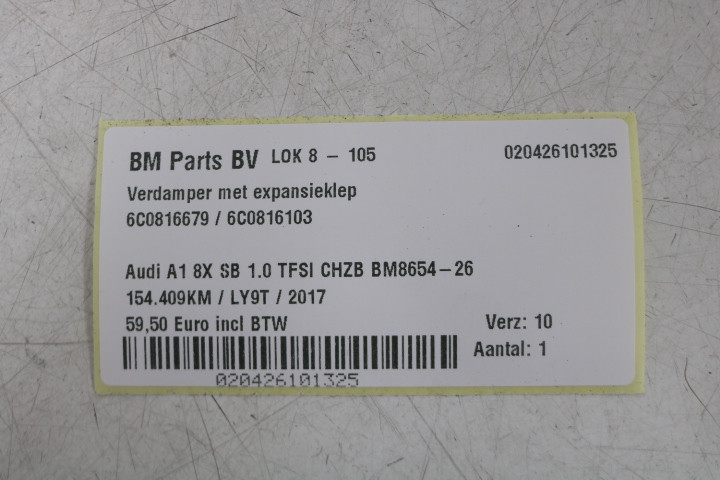 BM Parts BV LOK 8 - 105 020426101325
Verdamper met expansieklep
6C0816679 / 6C0816103
Audi A1 8X SB 1.0 TFSI CHZB BM8654-26
154.409KM / LY9T / 2017
59,50 Euro incl BTW Verz: 10
Aantal: 1
020426101325